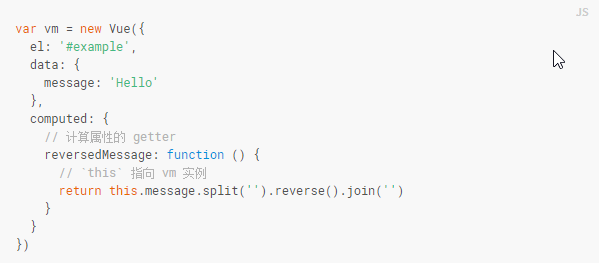 JS
var vm = new Vue({
  el: '#example',
  data: {
    message: 'Hello'
  },
  computed: {
    // 计算属性的 getter
    reversedMessage: function () {
      // `this` 指向 vm 实例
      return this.message.split('').reverse().join('')
    }
  }
})